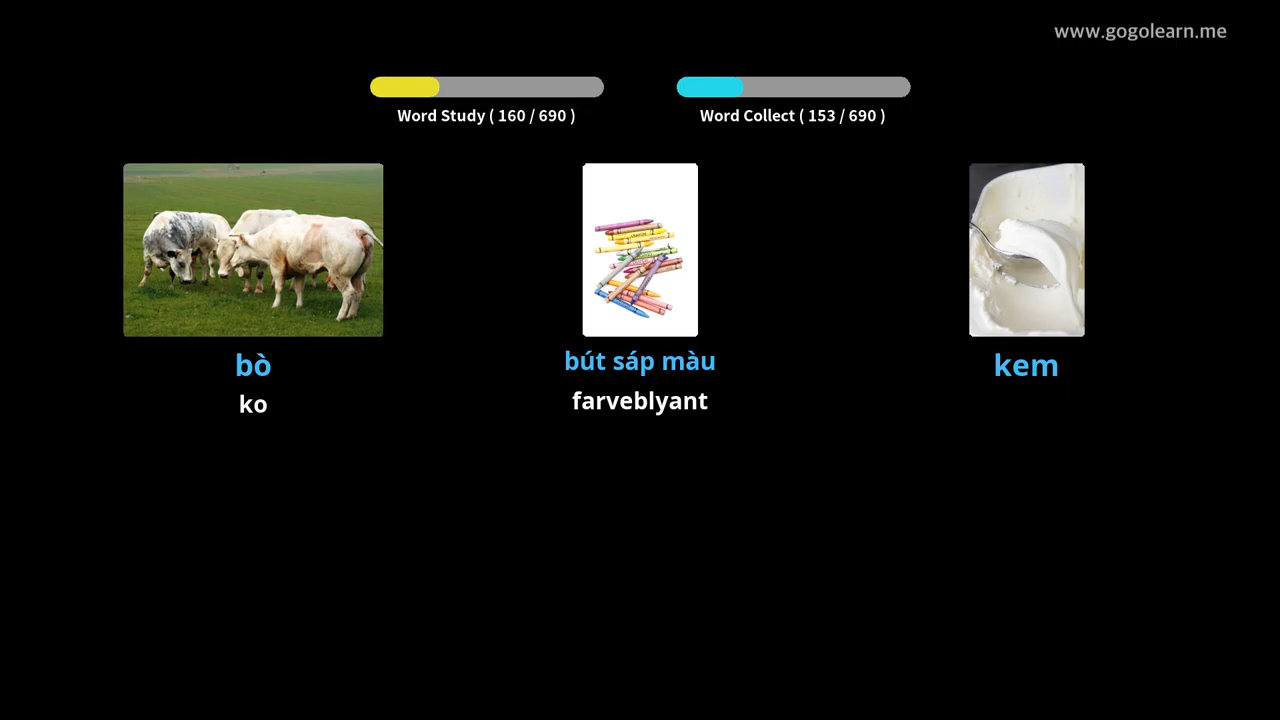 www.gogolearn.me
Word Study ( 160 / 690 )
Word Collect ( 153 / 690 )
bò
bút sáp màu
kem
ko
farveblyant